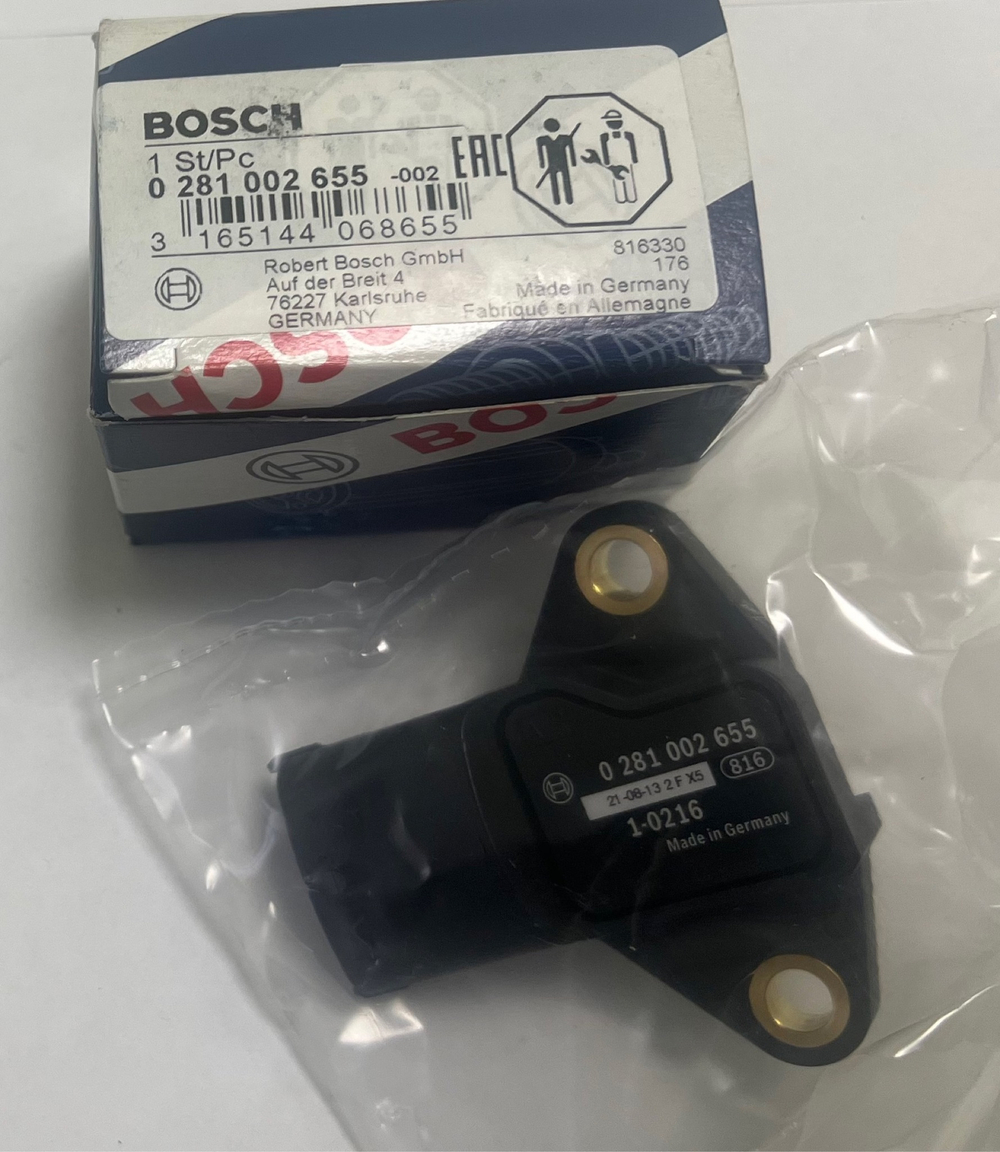 BOSCH
1 St/Pc
0 281 002 655 -002
EAC
3 165144 068655
Robert Bosch GmbH
Auf der Breit 4
76227 Karlsruhe
GERMANY
816330
176
Made in Germany
Fabriqué en Allemagne
BOSCH
BOS
0 281 002 655
21-06-13 2 F X5
816
1-0216
Made in Germany